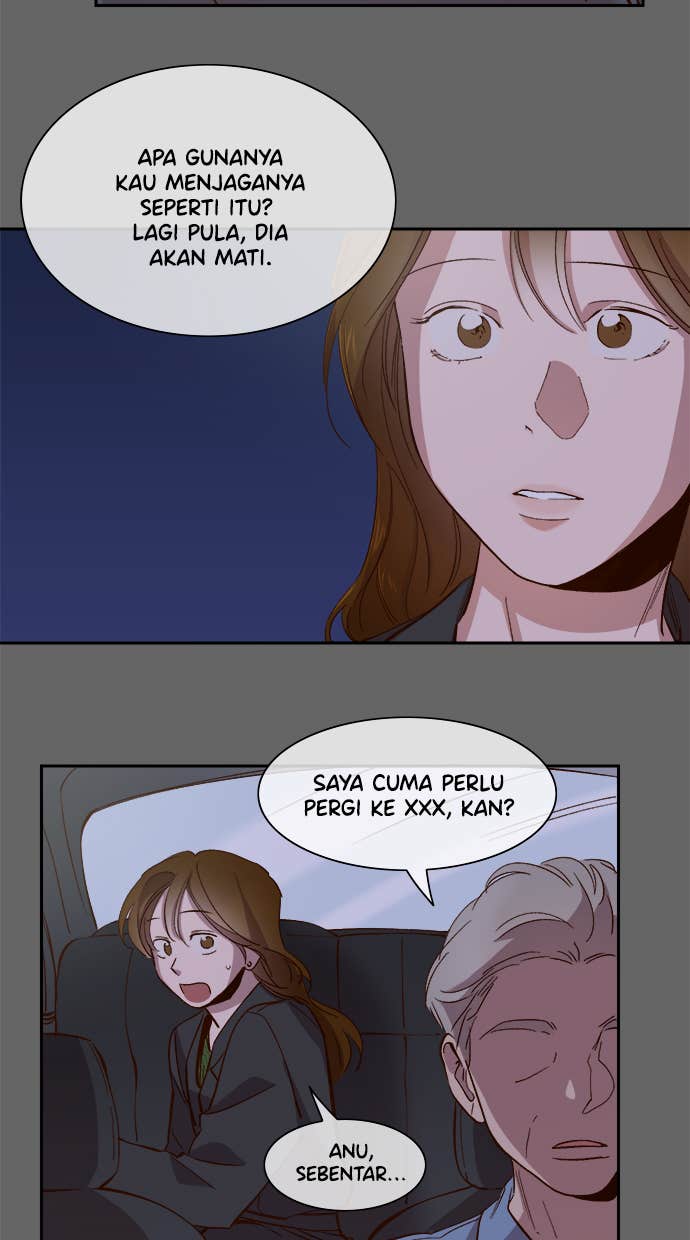 APA GUNANYA
KAU MENJAGANYA
SEPERTI ITU?
LAGI PULA, DIA
AKAN MATI.
SAYA CUMA PERLU
PERGI KE XXX, KAN?
ANU,
SEBENTAR...